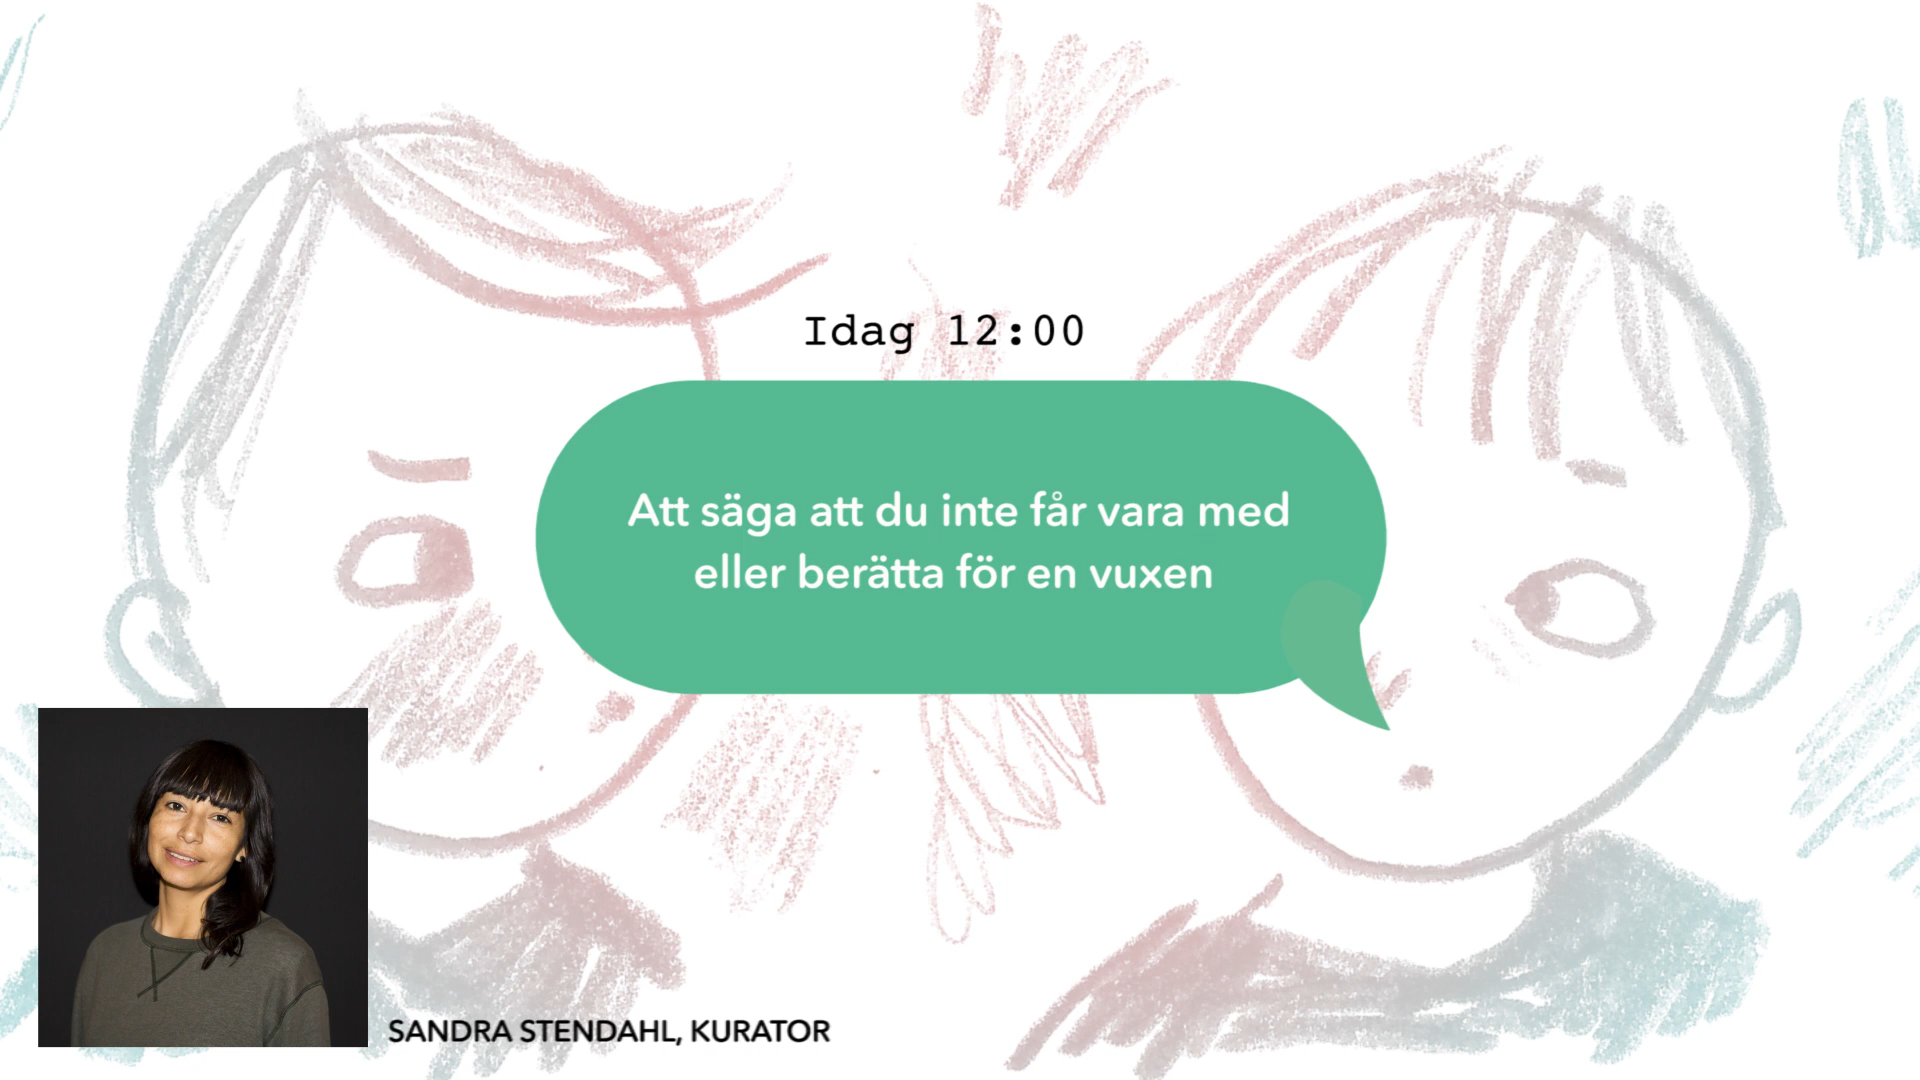 Idag 12:00
Att säga att du inte får vara med
eller berätta för en vuxen
SANDRA STENDAHL, KURATOR